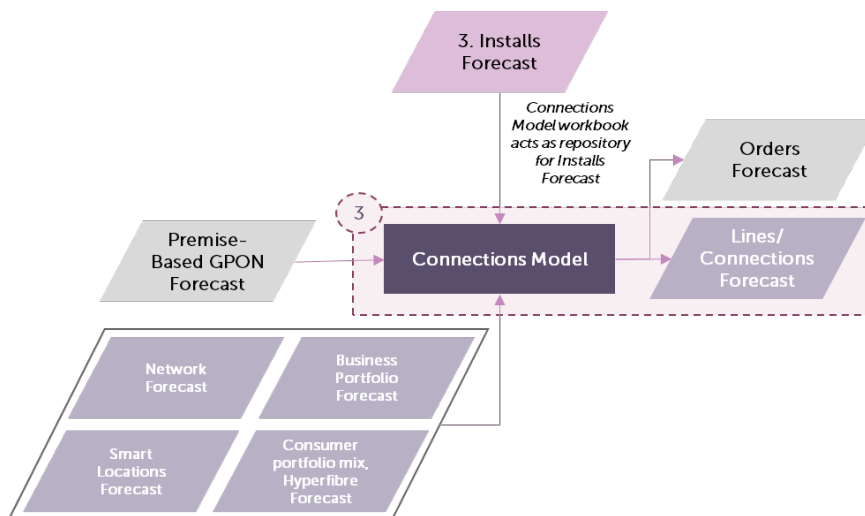 3. Installs
Forecast
Connections
Model workbook
acts as repository
for Installs
Forecast
Orders
Forecast
3
Premise-
Based GPON
Forecast
Connections Model
Lines/
Connections
Forecast
Network
Forecast
Business
Portfolio
Forecast
Smart
Locations
Forecast
Consumer
portfolio mix,
Hyperfibre
Forecast